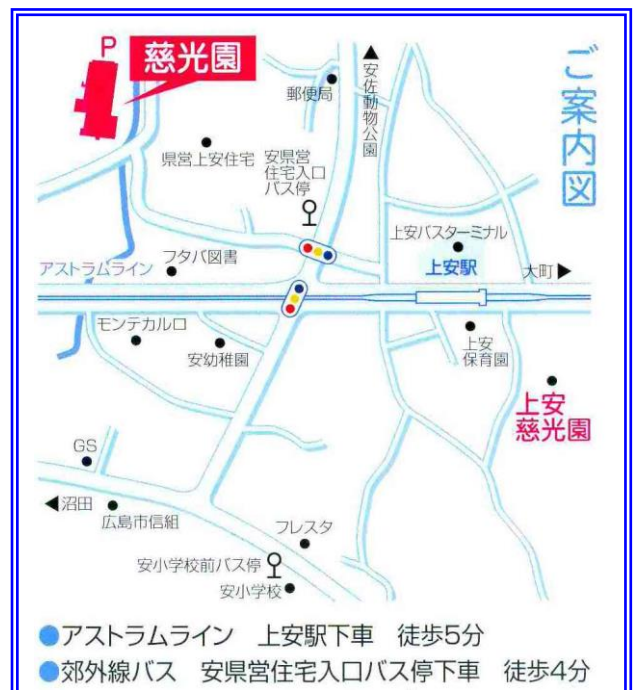 P
慈光園
ご案内図
郵便局
安佐動物公園
県営上安住宅
安県営
住宅入口
バス停
上安バスターミナル
フタバ図書
アストラムライン
上安駅
大町▶
モンテカルロ
安幼稚園
上安
保育園
上安
慈光園
GS
◀沼田
広島市信組
フレスタ
安小学校前バス停
安小学校
●アストラムライン　上安駅下車　徒歩5分
●郊外線バス　安県営住宅入口バス停下車　徒歩4分